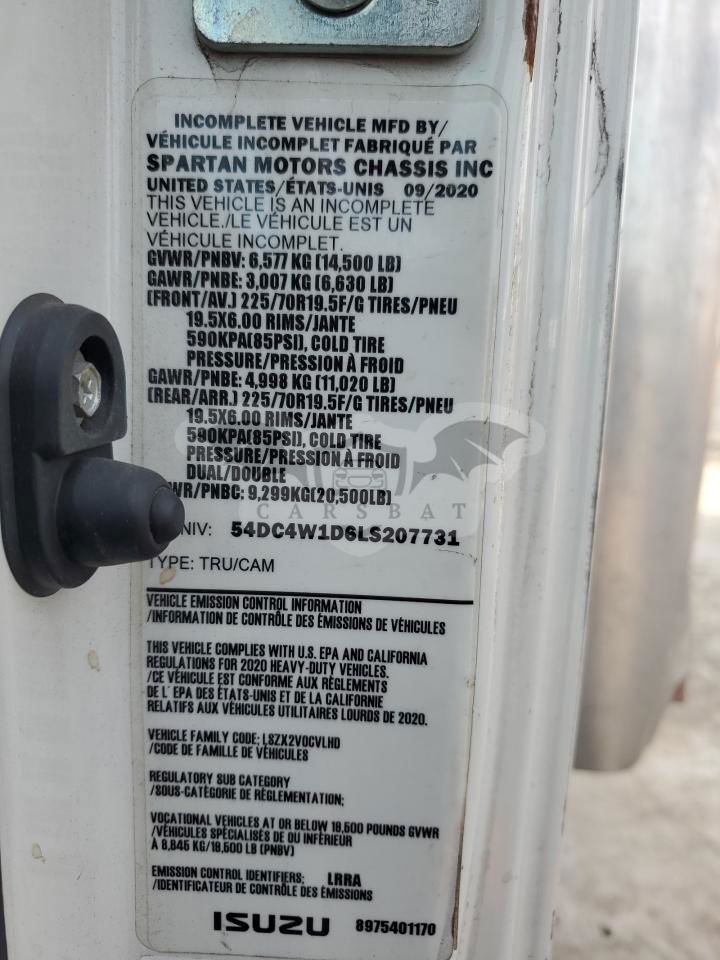 INCOMPLETE VEHICLE MFD BY/
VÉHICULE INCOMPLET FABRIQUÉ PAR
SPARTAN MOTORS CHASSIS INC
UNITED STATES/ÉTATS-UNIS 09/2020
THIS VEHICLE IS AN INCOMPLETE
VEHICLE./LE VÉHICULE EST UN
VÉHICULE INCOMPLET.
GVWR/PNBV: 6,577 KG (14,500 LB)
GAWR/PNBE: 3,007 KG (6,630 LB)
(FRONT/AV.) 225/70R19.5F/G TIRES/PNEU
19.5X6.00 RIMS/JANTE
590KPA(85PSI), COLD TIRE
PRESSURE/PRESSION À FROID
GAWR/PNBE: 4,998 KG (11,020 LB)
(REAR/ARR.) 225/70R19.5F/G TIRES/PNEU
19.5X6.00 RIMS/JANTE
590KPA(85PSI), COLD TIRE
PRESSURE/PRESSION À FROID
DUAL/DOUBLE
WR/PNBC: 9,299KG(20,500LB)
CARSBAT
NIV: 54DC4W1D6LS207731
TYPE: TRU/CAM
VEHICLE EMISSION CONTROL INFORMATION
/INFORMATION DE CONTRÔLE DES ÉMISSIONS DE VÉHICULES
THIS VEHICLE COMPLIES WITH U.S. EPA AND CALIFORNIA
REGULATIONS FOR 2020 HEAVY-DUTY VEHICLES.
/CE VÉHICULE EST CONFORME AUX RÈGLEMENTS
DE L' EPA DES ÉTATS-UNIS ET DE LA CALIFORNIE
RELATIFS AUX VÉHICULES UTILITAIRES LOURDS DE 2020.
VEHICLE FAMILY CODE: LSZX2VOCVLHD
/CODE DE FAMILLE DE VÉHICULES
REGULATORY SUB CATEGORY
/SOUS-CATÉGORIE DE RÈGLEMENTATION:
VOCATIONAL VEHICLES AT OR BELOW 19,500 POUNDS GVWR
/VÉHICULES SPÉCIALISÉS DE OU INFÉRIEUR
À 8,845 KG/19,500 LB (PNBV)
EMISSION CONTROL IDENTIFIERS: LRRA
/IDENTIFICATEUR DE CONTRÔLE DES ÉMISSIONS
ISUZU 8975401170